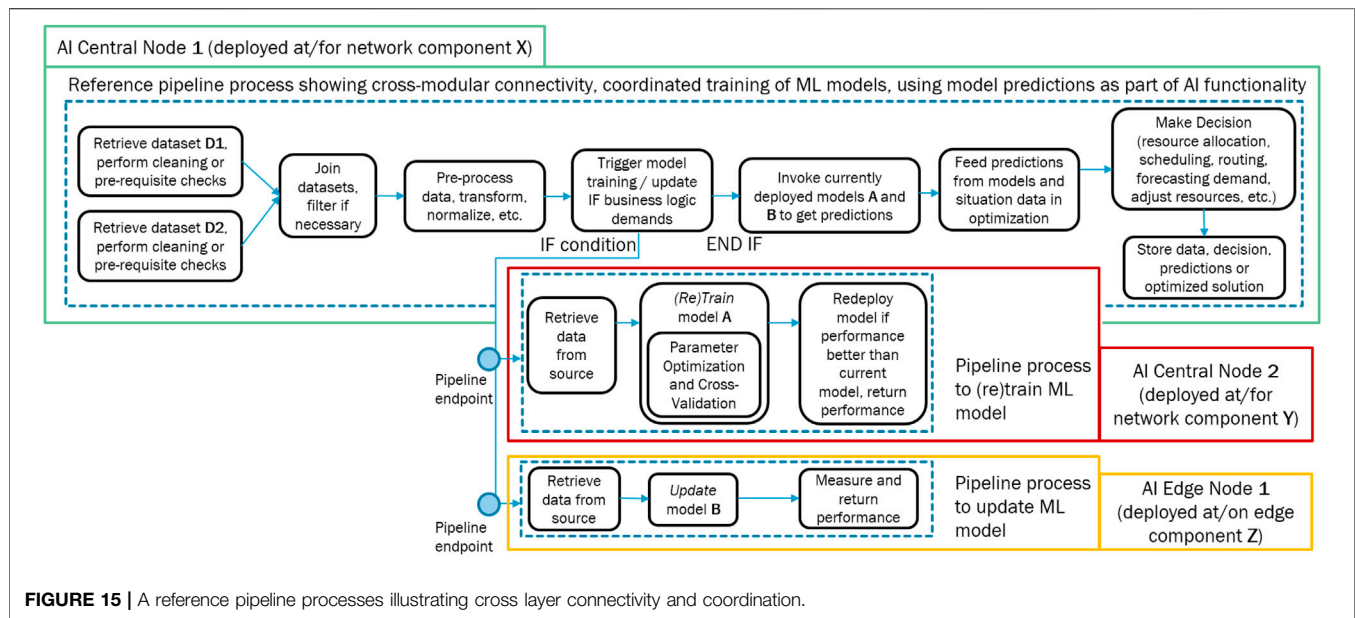 AI Central Node 1 (deployed at/for network component X)
Reference pipeline process showing cross-modular connectivity, coordinated training of ML models, using model predictions as part of AI functionality
Retrieve dataset D1,
perform cleaning or
pre-requisite checks
Retrieve dataset D2,
perform cleaning or
pre-requisite checks
Join
datasets,
filter if
necessary
Pre-process
data, transform,
normalize, etc.
Trigger model
training / update
IF business logic
demands
IF condition
END IF
Invoke currently
deployed models A and
B to get predictions
Feed predictions
from models and
situation data in
optimization
Make Decision
(resource allocation,
scheduling, routing,
forecasting demand,
adjust resources, etc.)
Store data, decision,
predictions or
optimized solution
Pipeline
endpoint
Retrieve
data
from
source
(Re)Train
model A
Parameter
Optimization
and Cross-
Validation
Redeploy
model if
performance
better than
current
model, return
performance
Pipeline process
to (re)train ML
model
AI Central Node 2
(deployed at/for
network component Y)
Pipeline
endpoint
Retrieve
data from
source
Update
model B
Measure and
return
performance
Pipeline process
to update ML
model
AI Edge Node 1
(deployed at/on edge
component Z)
FIGURE 15 | A reference pipeline processes illustrating cross layer connectivity and coordination.